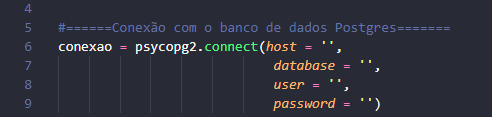 4
5 #======Conexão com o banco de dados Postgres=======
6 conexao = psycopg2.connect(host = '',
7 database = '',
8 user = '',
9 password = '')